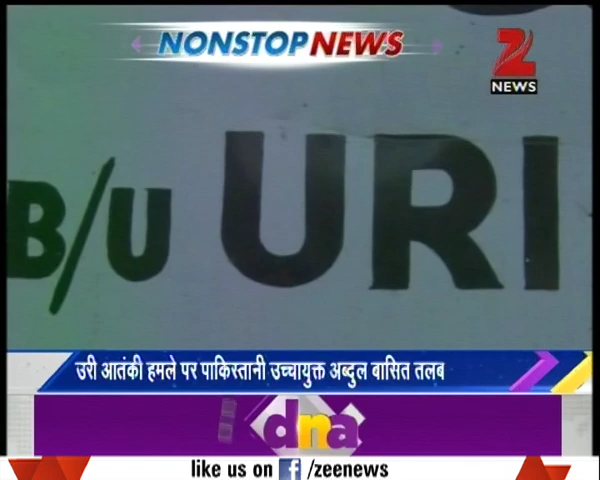 NONSTOP NEWS
Z
NEWS
B/U URI
उरी आतंकी हमले पर पाकिस्तानी उच्चायुक्त अब्दुल बासित तलब
dna
like us on f/zeenews